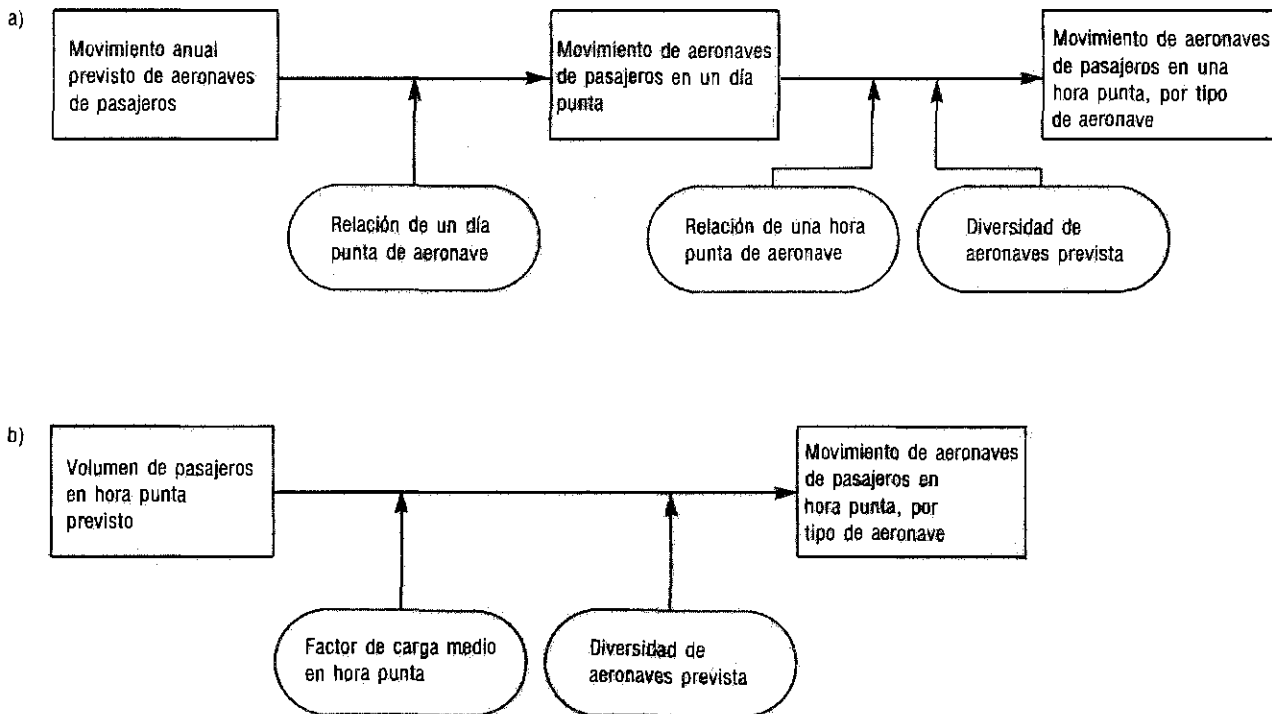 a)
Movimiento anual
previsto de aeronaves
de pasajeros
Movimiento de aeronaves
de pasajeros en un día
punta
Movimiento de aeronaves
de pasajeros en una
hora punta, por tipo
de aeronave
Relación de un día
punta de aeronave
Relación de una hora
punta de aeronave
Diversidad de
aeronaves prevista
b)
Volumen de pasajeros
en hora punta
previsto
Movimiento de aeronaves
de pasajeros en
hora punta, por
tipo de aeronave
Factor de carga medio
en hora punta
Diversidad de
aeronaves prevista